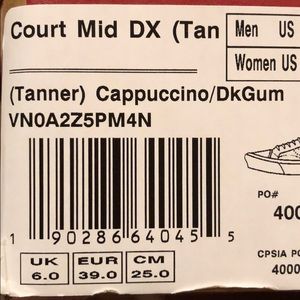 Court Mid DX (Tan
Men US
Women US
(Tanner) Cappuccino/DkGum
VN0A2Z5PM4N
PO#
400
1 90286 64045 5
CPSIA PO
4000
UK EUR CM
6.0 39.0 25.0